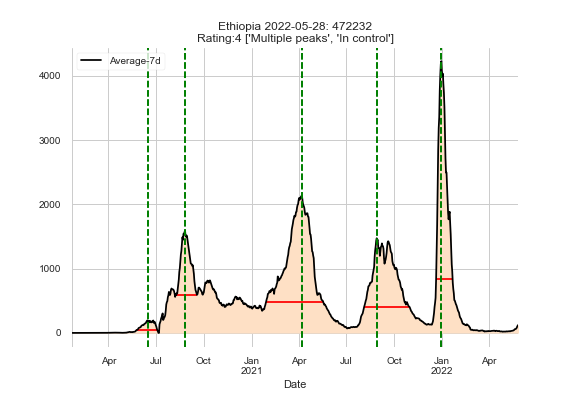 Ethiopia 2022-05-28: 472232
Rating:4 ['Multiple peaks', 'In control']
Average-7d
4000
3000
2000
1000
0
Apr Jul Oct Jan Apr Jul Oct Jan Apr
2021 2022
Date